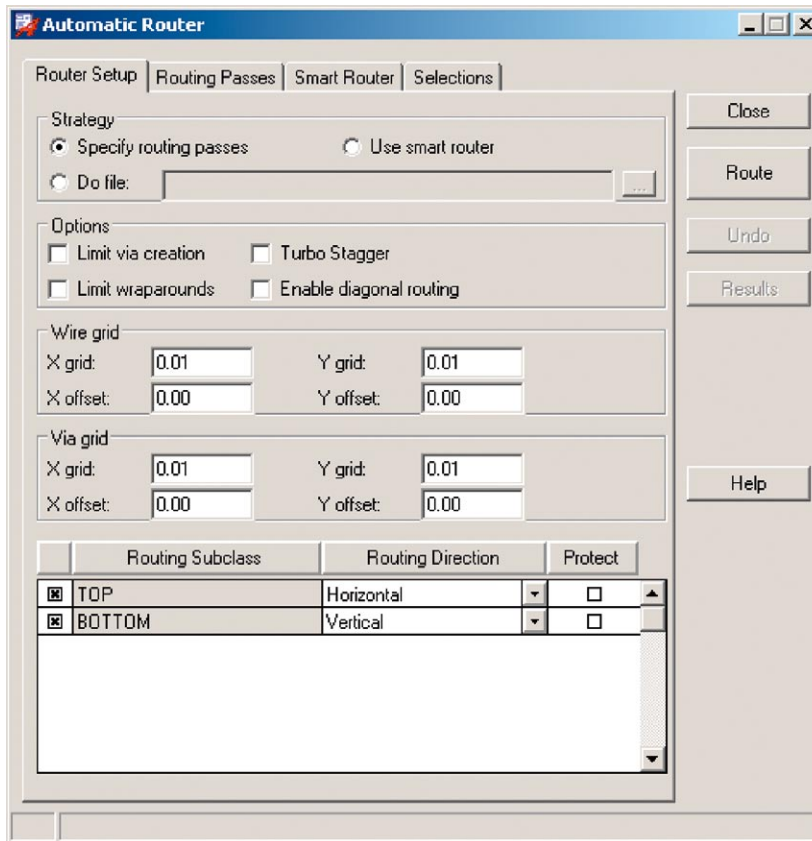 Automatic Router
Router Setup Routing Passes Smart Router Selections
Strategy
Specify routing passes Use smart router
Do file: ...
Options
Limit via creation Turbo Stagger
Limit wraparounds Enable diagonal routing
Wire grid
X grid: 0.01 Y grid: 0.01
X offset: 0.00 Y offset: 0.00
Via grid
X grid: 0.01 Y grid: 0.01
X offset: 0.00 Y offset: 0.00
Routing Subclass Routing Direction Protect
TOP Horizontal
BOTTOM Vertical
Close
Route
Undo
Results
Help